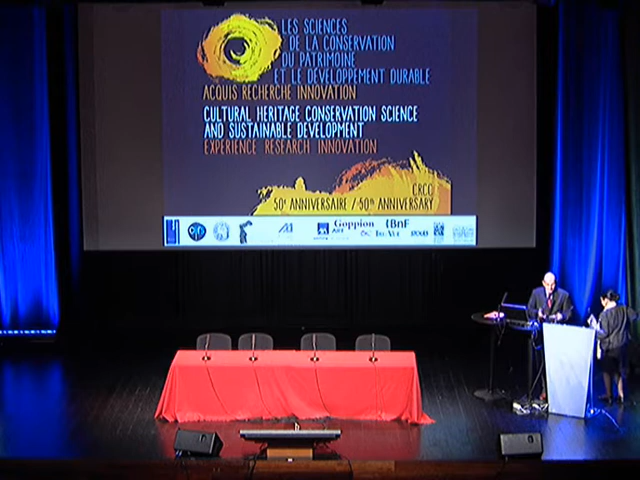 LES SCIENCES
DE LA CONSERVATION
DU PATRIMOINE
ET LE DÉVELOPPEMENT DURABLE
ACQUIS RECHERCHE INNOVATION
CULTURAL HERITAGE CONSERVATION SCIENCE
AND SUSTAINABLE DEVELOPMENT
EXPERIENCE RESEARCH INNOVATION
CRCC
50E ANNIVERSAIRE / 50TH ANNIVERSARY
Goppion
BnF